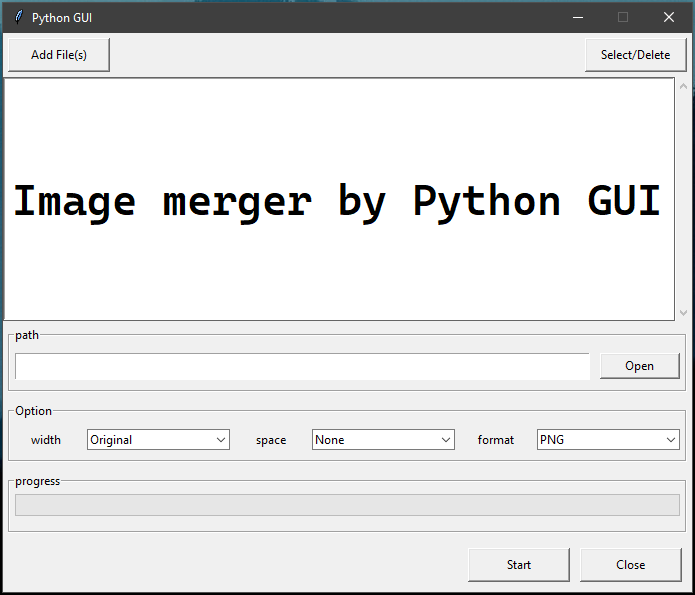 Python GUI
Add File(s) Select/Delete
Image merger by Python GUI
path
Open
Option
width Original space None format PNG
progress
Start Close